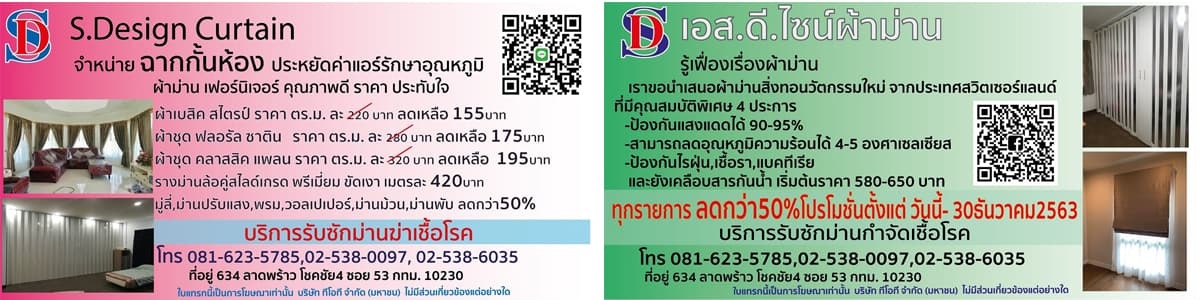 SD
S.Design Curtain
จำหน่าย ฉากกั้นห้อง ประหยัดค่าแอร์รักษาอุณหภูมิ
ผ้าม่าน เฟอร์นิเจอร์ คุณภาพดี ราคา ประทับใจ
ผ้าเบสิค สไตรป์ ราคา ตร.ม. ละ 220 บาท ลดเหลือ 155บาท
ผ้าชุด ฟลอรัล ซาติน ราคา ตร.ม. ละ 280 บาท ลดเหลือ 175บาท
ผ้าชุด คลาสสิค แพลน ราคา ตร.ม. ละ 320 บาท ลดเหลือ 195บาท
รางม่านล้อคู่สไลด์เกรด พรีเมี่ยม ขัดเงา เมตรละ 420บาท
มู่ลี่,ม่านปรับแสง,พรม,วอลเปเปอร์,ม่านม้วน,ม่านพับ ลดกว่า50%
บริการรับซักม่านฆ่าเชื้อโรค
โทร 081-623-5785,02-538-0097, 02-538-6035
ที่อยู่ 634 ลาดพร้าว โชคชัย4 ซอย 53 กทม. 10230
ใบแทรกนี้เป็นการโฆษณาเท่านั้น บริษัท ทีโอที จำกัด (มหาชน) ไม่มีส่วนเกี่ยวข้องแต่อย่างใด
SD
เอส.ดี.ไซน์ผ้าม่าน
รู้เฟื่องเรื่องผ้าม่าน
เราขอนำเสนอผ้าม่านสิ่งทอนวัตกรรมใหม่ จากประเทศสวิตเซอร์แลนด์
ที่มีคุณสมบัติพิเศษ 4 ประการ
-ป้องกันแสงแดดได้ 90-95%
-สามารถลดอุณหภูมิความร้อนได้ 4-5 องศาเซลเซียส
-ป้องกันไรฝุ่น,เชื้อรา,แบคทีเรีย
และยังเคลือบสารกันน้ำ เริ่มต้นราคา 580-650 บาท
ทุกรายการ ลดกว่า50%โปรโมชั่นตั้งแต่ วันนี้- 30ธันวาคม2563
บริการรับซักม่านกำจัดเชื้อโรค
โทร 081-623-5785,02-538-0097,02-538-6035
ที่อยู่ 634 ลาดพร้าว โชคชัย4 ซอย 53 กทม. 10230
ใบแทรกนี้เป็นการโฆษณาเท่านั้น บริษัท ทีโอที จำกัด (มหาชน) ไม่มีส่วนเกี่ยวข้องแต่อย่างใด